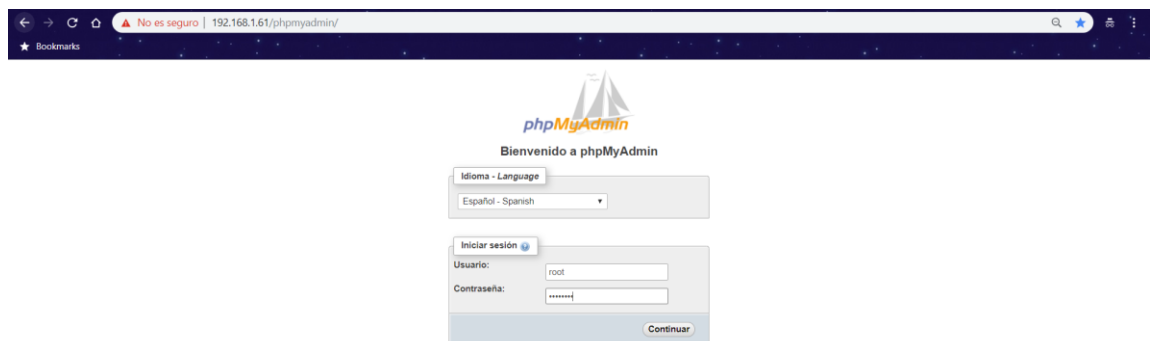 No es seguro | 192.168.1.61/phpmyadmin/
Bookmarks
phpMyAdmin
Bienvenido a phpMyAdmin
Idioma - Language
Español - Spanish
Iniciar sesión
Usuario:
root
Contraseña:
••••••••
Continuar